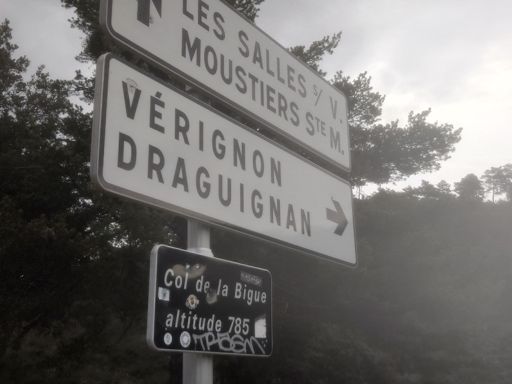 LES SALLES S/ V.
MOUSTIERS STE M.
VÉRIGNON
DRAGUIGNAN
Col de la Bigue
altitude 785